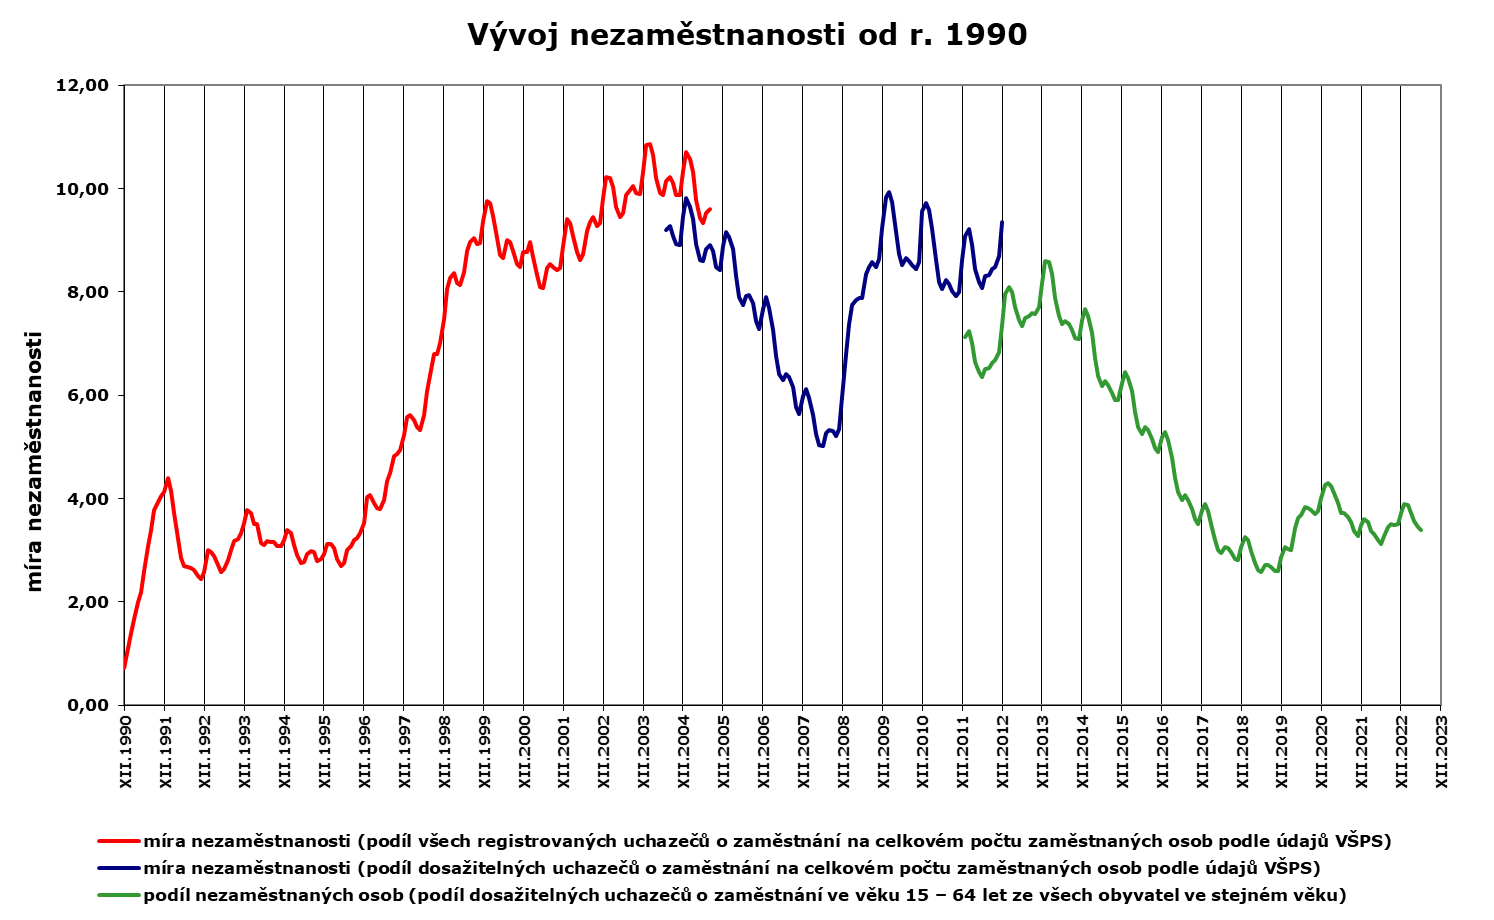 Vývoj nezaměstnanosti od r. 1990
míra nezaměstnanosti
12,00
10,00
8,00
6,00
4,00
2,00
0,00
XII.1990
XII.1991
XII.1992
XII.1993
XII.1994
XII.1995
XII.1996
XII.1997
XII.1998
XII.1999
XII.2000
XII.2001
XII.2002
XII.2003
XII.2004
XII.2005
XII.2006
XII.2007
XII.2008
XII.2009
XII.2010
XII.2011
XII.2012
XII.2013
XII.2014
XII.2015
XII.2016
XII.2017
XII.2018
XII.2019
XII.2020
XII.2021
XII.2022
XII.2023
míra nezaměstnanosti (podíl všech registrovaných uchazečů o zaměstnání na celkovém počtu zaměstnaných osob podle údajů VŠPS)
míra nezaměstnanosti (podíl dosažitelných uchazečů o zaměstnání na celkovém počtu zaměstnaných osob podle údajů VŠPS)
podíl nezaměstnaných osob (podíl dosažitelných uchazečů o zaměstnání ve věku 15 – 64 let ze všech obyvatel ve stejném věku)